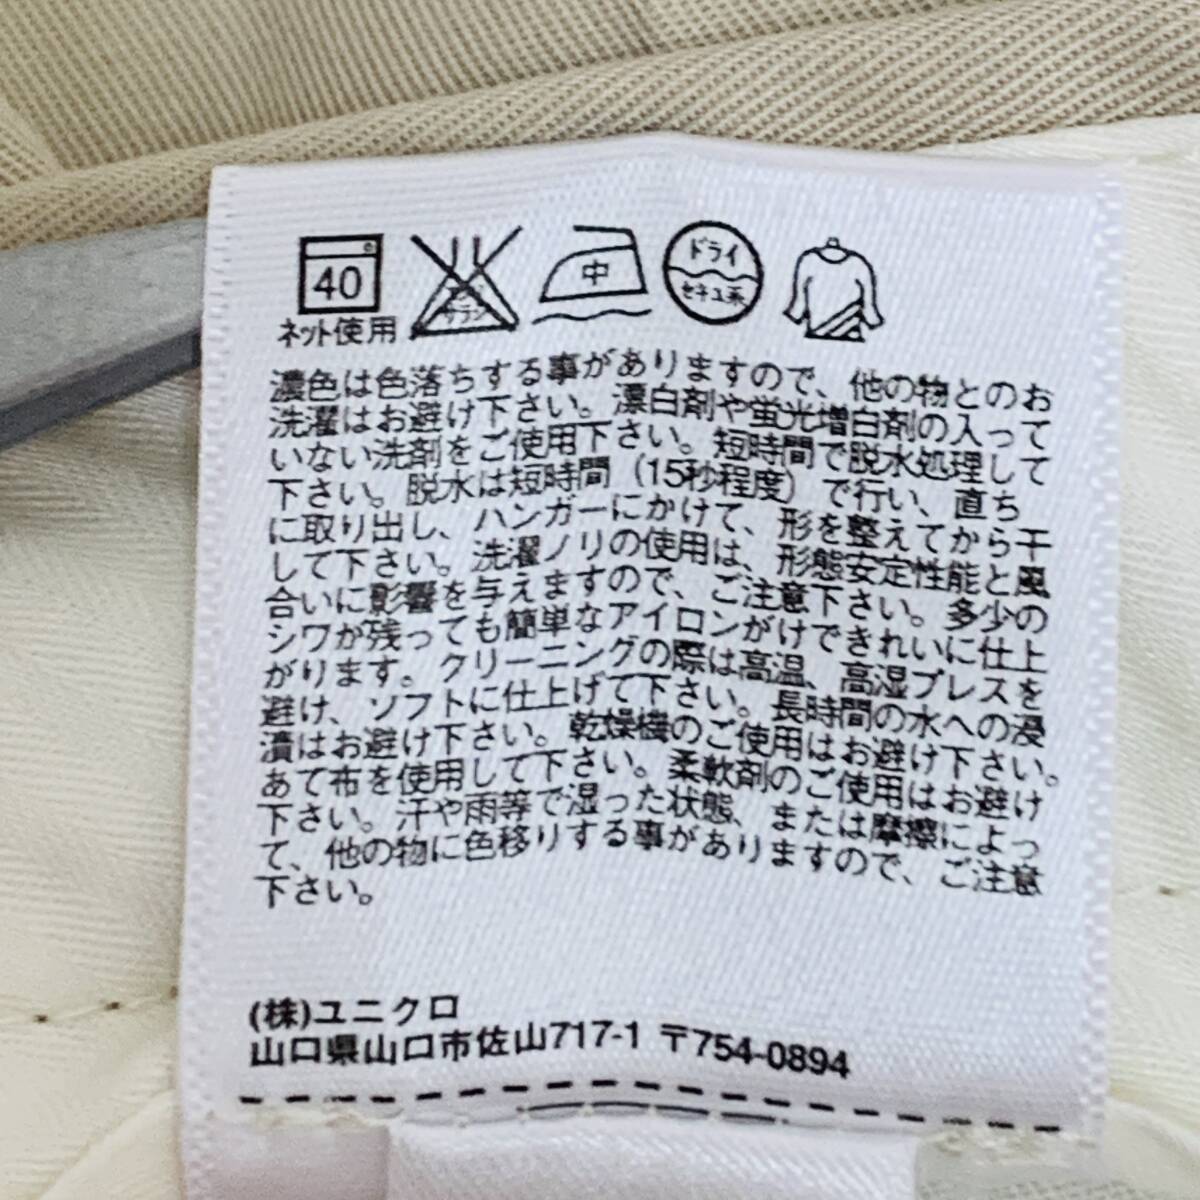 40
中
ドライ
セキユ系
ネット使用
サラシ
濃色は色落ちする事がありますので、他の物とのお
洗濯はお避け下さい。漂白剤や蛍光増白剤の入って
いない洗剤をご使用下さい。短時間で脱水処理して
下さい。脱水は短時間（15秒程度）で行い、直ち
に取り出し、ハンガーにかけて、形を整えてから干
して下さい。洗濯ノリの使用は、形態安定性能と風
合いに影響を与えますので、ご注意下さい。多少の
シワが残っても簡単なアイロンがけできれいに仕上
がります。クリーニングの際は高温、高湿プレスを
避け、ソフトに仕上げて下さい。長時間の水への浸
漬はお避け下さい。乾燥機のご使用はお避け下さい。
あて布を使用して下さい。柔軟剤のご使用はお避け
下さい。汗や雨等で湿った状態、または摩擦によっ
て、他の物に色移りする事がありますので、ご注意
下さい。
(株)ユニクロ
山口県山口市佐山717-1 〒754-0894